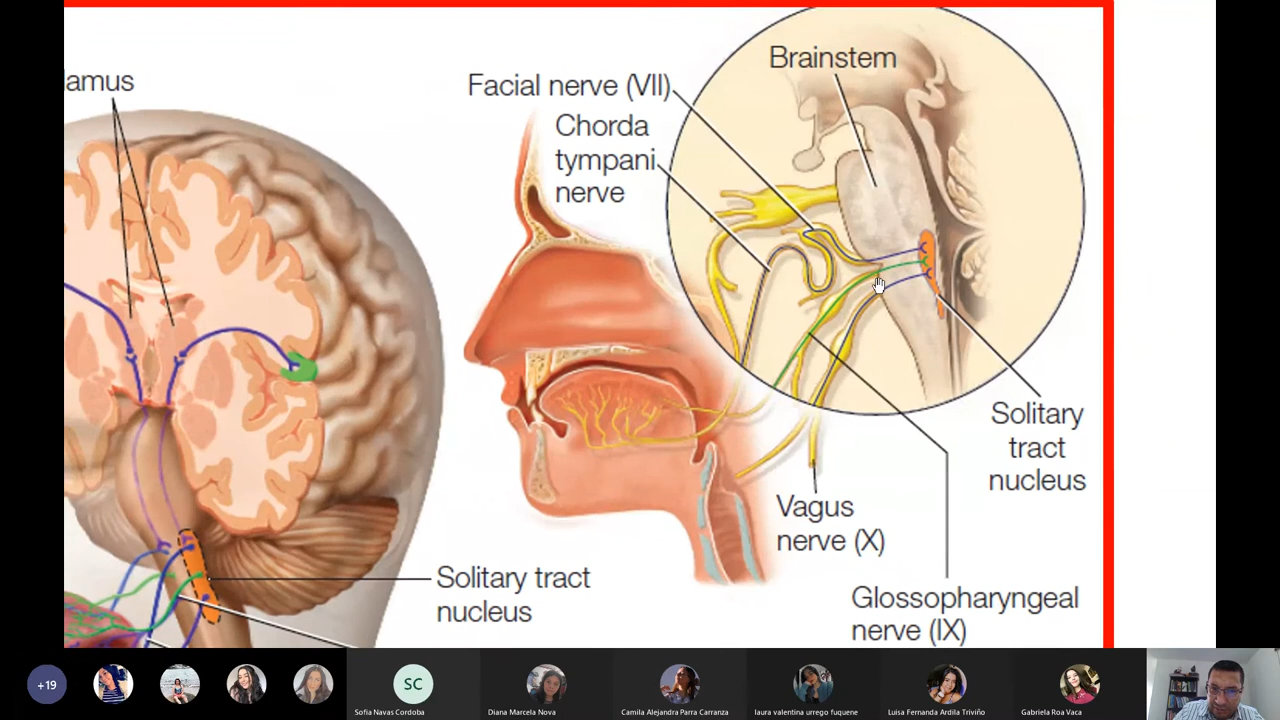 amus
Brainstem
Facial nerve (VII)
Chorda
tympani
nerve
Solitary
tract
nucleus
Vagus
nerve (X)
Solitary tract
nucleus
Glossopharyngeal
nerve (IX)
+19
SC
Sofia Navas Cordoba
Diana Marcela Nova
Camila Alejandra Parra Carranza
laura valentina urrego fuquene
Luisa Fernanda Ardila Triviño
Gabriela Roa Vaca